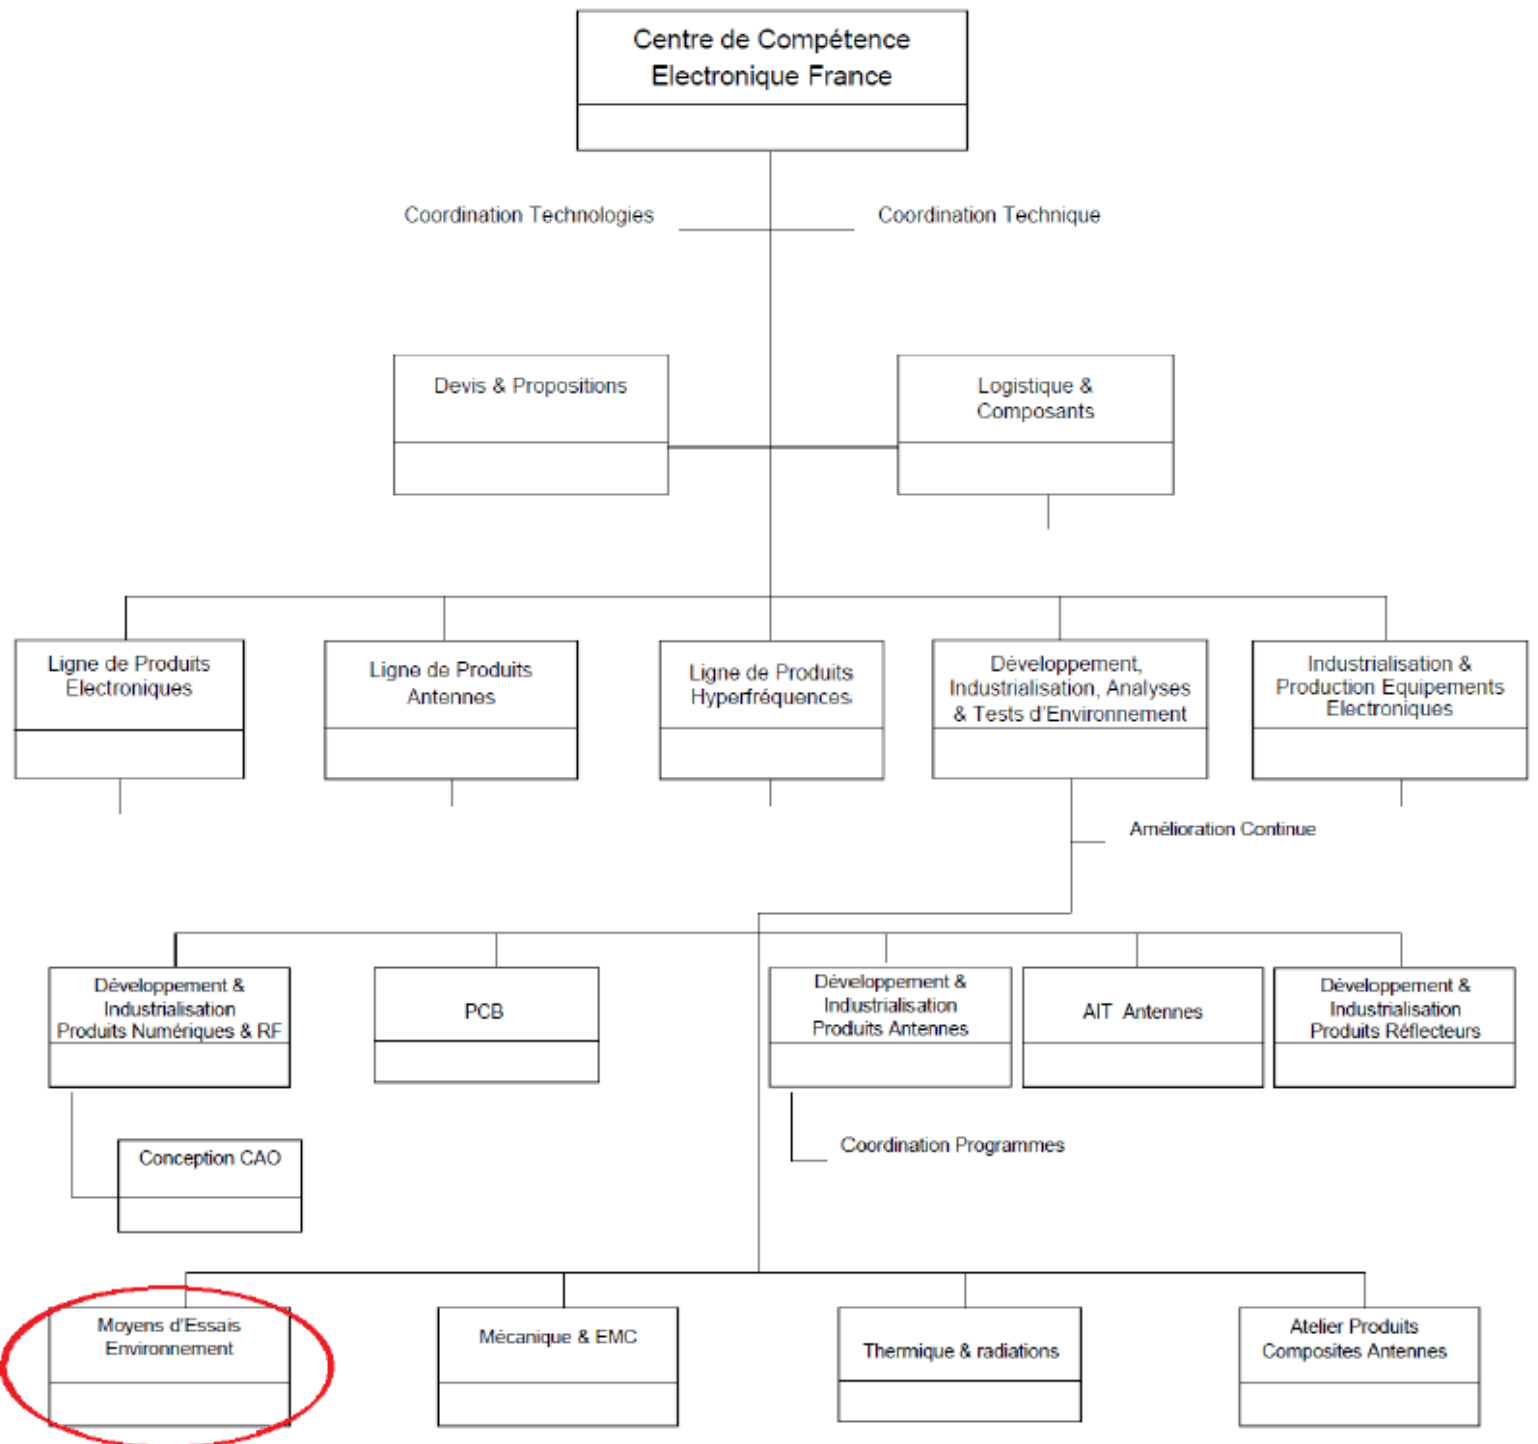 Centre de Compétence
Electronique France
Coordination Technologies
Coordination Technique
Devis & Propositions
Logistique &
Composants
Ligne de Produits
Electroniques
Ligne de Produits
Antennes
Ligne de Produits
Hyperfréquences
Développement,
Industrialisation, Analyses
& Tests d'Environnement
Industrialisation &
Production Equipements
Electroniques
Amélioration Continue
Développement &
Industrialisation
Produits Numériques & RF
PCB
Développement &
Industrialisation
Produits Antennes
AIT Antennes
Développement &
Industrialisation
Produits Réflecteurs
Conception CAO
Coordination Programmes
Moyens d'Essais
Environnement
Mécanique & EMC
Thermique & radiations
Atelier Produits
Composites Antennes